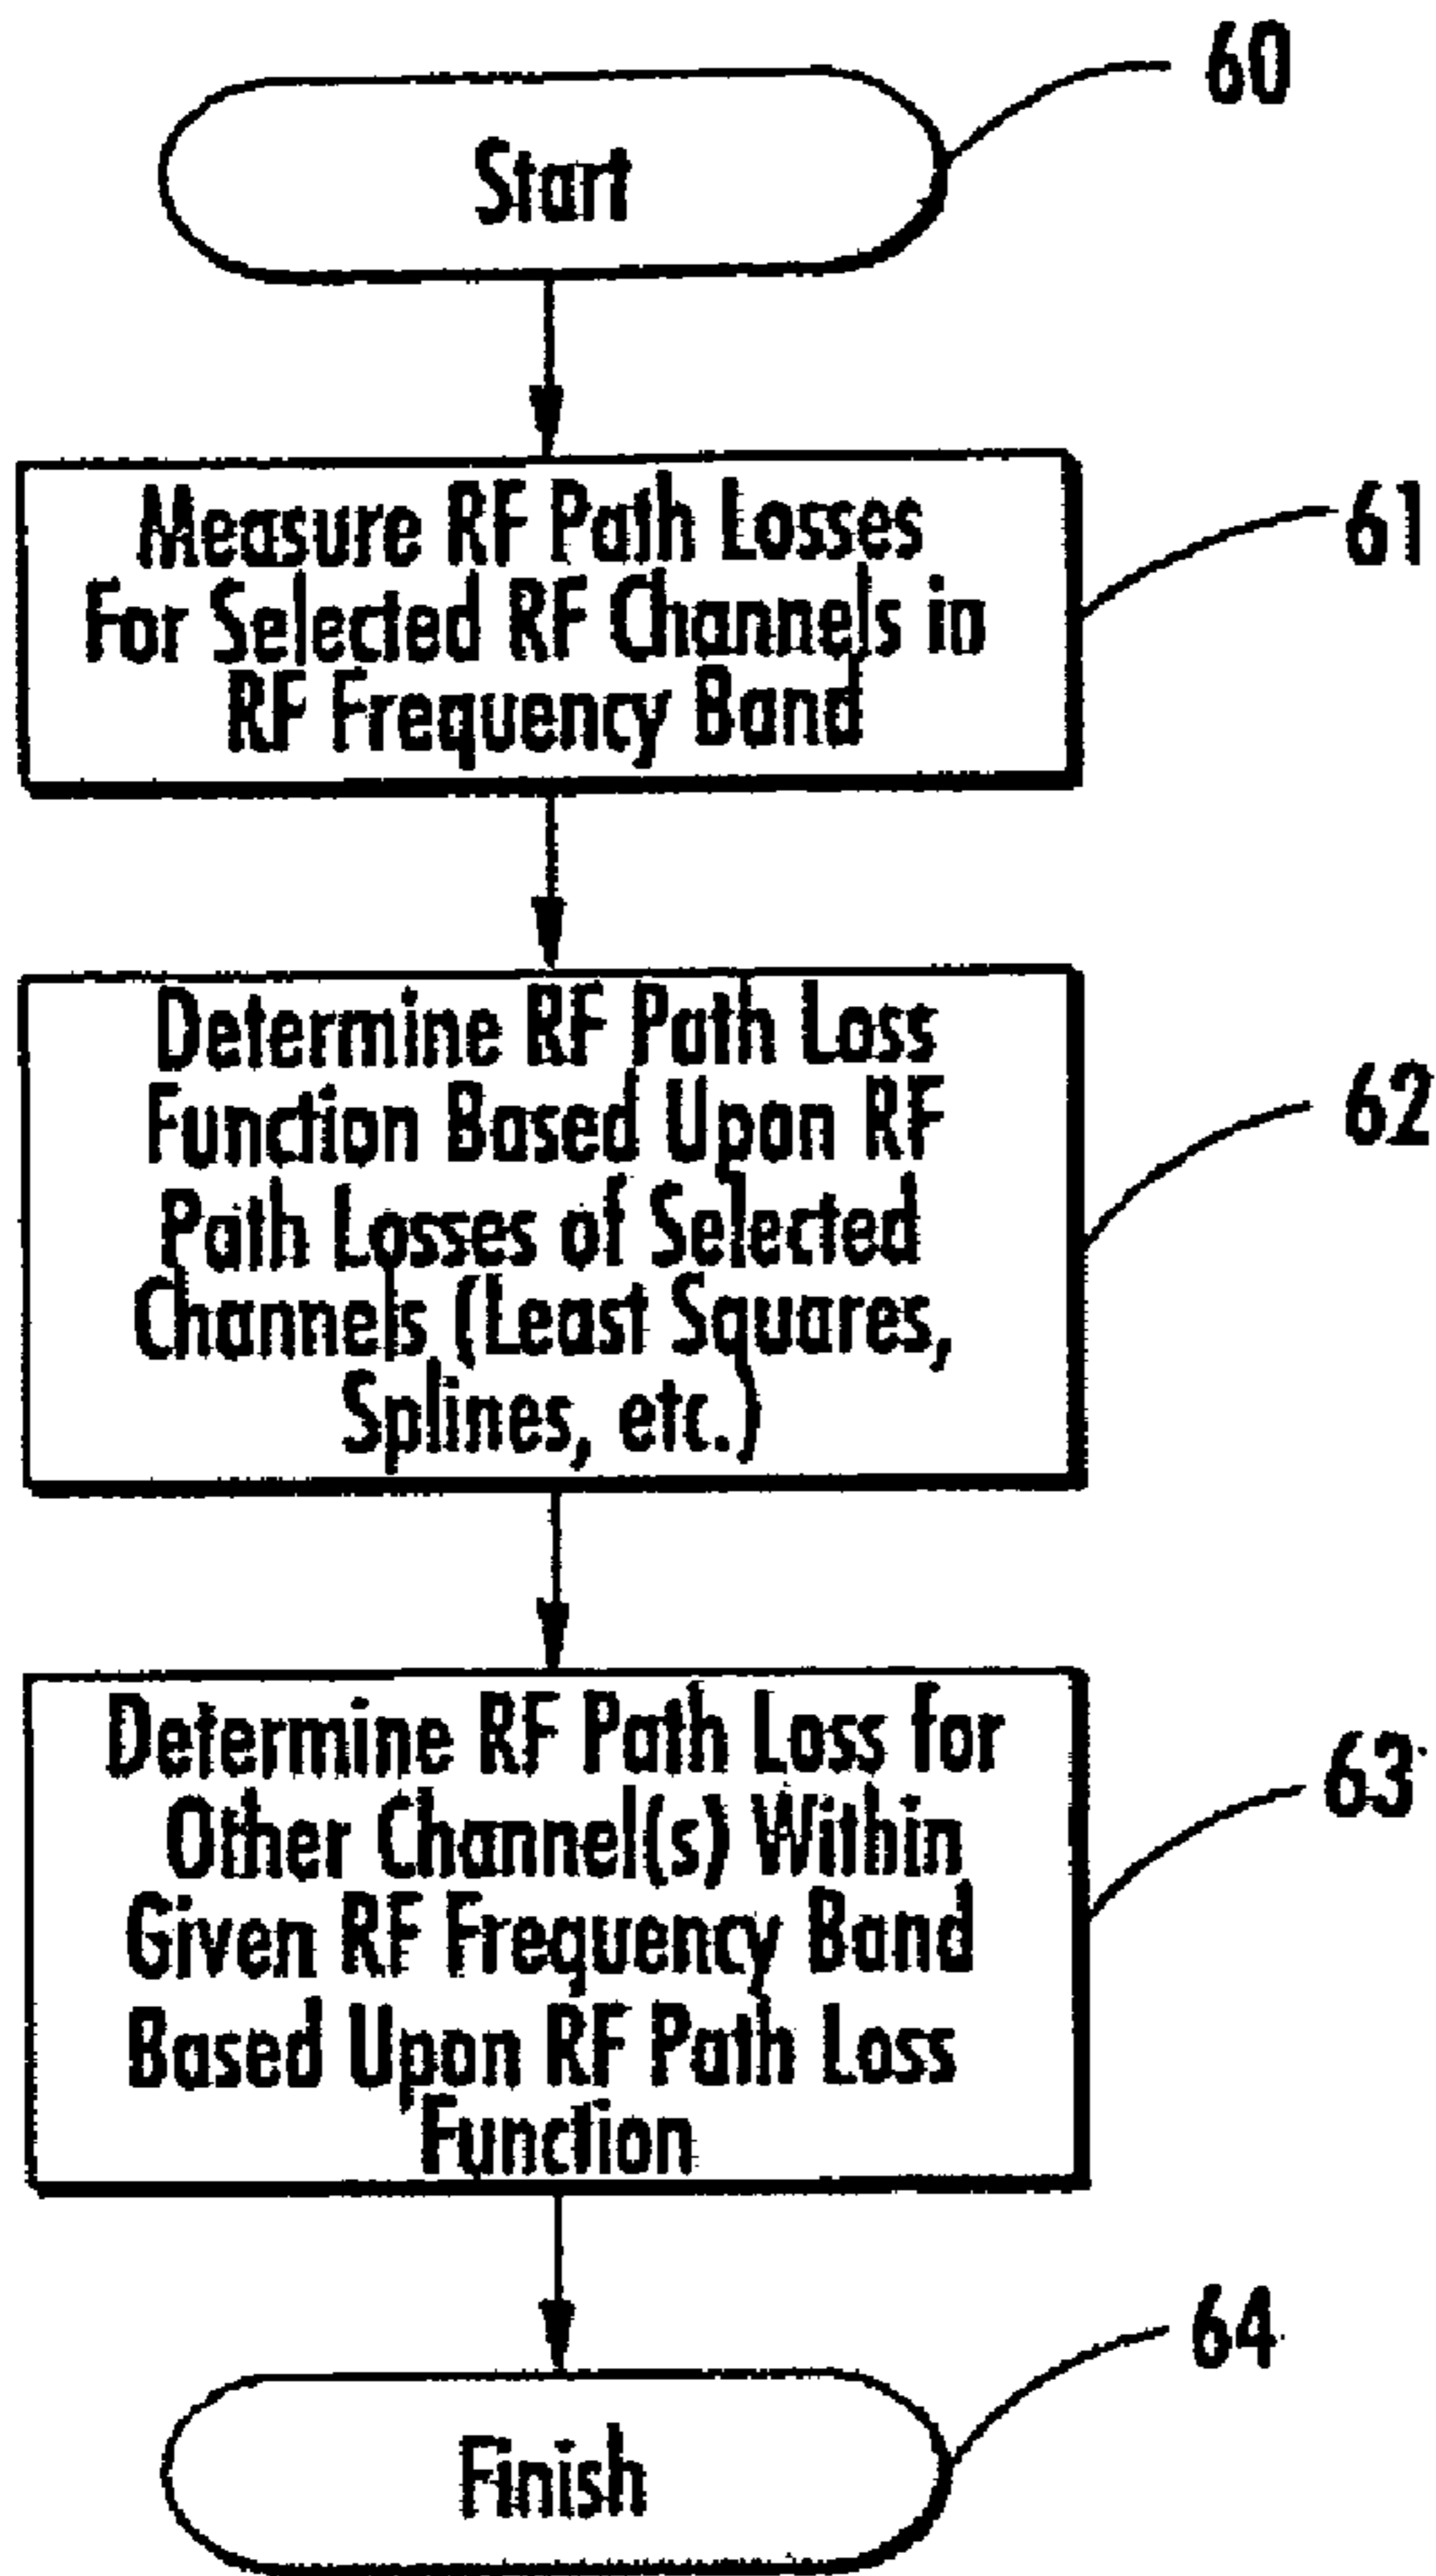 60
Start
Measure RF Path Losses
For Selected RF Channels in
RF Frequency Band
61
Determine RF Path Loss
Function Based Upon RF
Path Losses of Selected
Channels (Least Squares,
Splines, etc.)
62
Determine RF Path Loss for
Other Channel(s) Within
Given RF Frequency Band
Based Upon RF Path Loss
Function
63
64
Finish